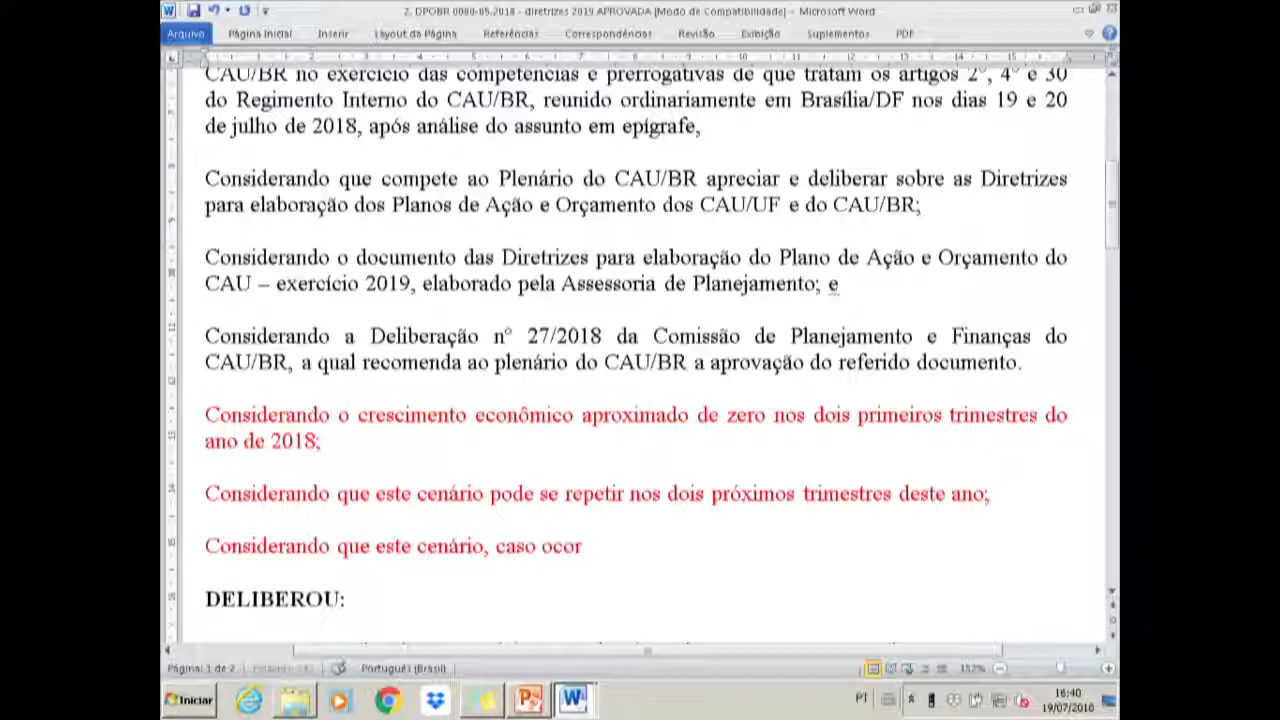 2. DPOBR 0080-05.2018 - diretrizes 2019 APROVADA [Modo de Compatibilidade] - Microsoft Word
Arquivo Página Inicial Inserir Layout da Página Referências Correspondências Revisão Exibição Suplementos PDF
CAU/BR no exercício das competências e prerrogativas de que tratam os artigos 2º, 4º e 30
do Regimento Interno do CAU/BR, reunido ordinariamente em Brasília/DF nos dias 19 e 20
de julho de 2018, após análise do assunto em epígrafe,
Considerando que compete ao Plenário do CAU/BR apreciar e deliberar sobre as Diretrizes
para elaboração dos Planos de Ação e Orçamento dos CAU/UF e do CAU/BR;
Considerando o documento das Diretrizes para elaboração do Plano de Ação e Orçamento do
CAU – exercício 2019, elaborado pela Assessoria de Planejamento; e
Considerando a Deliberação nº 27/2018 da Comissão de Planejamento e Finanças do
CAU/BR, a qual recomenda ao plenário do CAU/BR a aprovação do referido documento.
Considerando o crescimento econômico aproximado de zero nos dois primeiros trimestres do
ano de 2018;
Considerando que este cenário pode se repetir nos dois próximos trimestres deste ano;
Considerando que este cenário, caso ocor
DELIBEROU:
Página: 1 de 2 Português (Brasil) 152%
Iniciar PT 16:40
19/07/2018